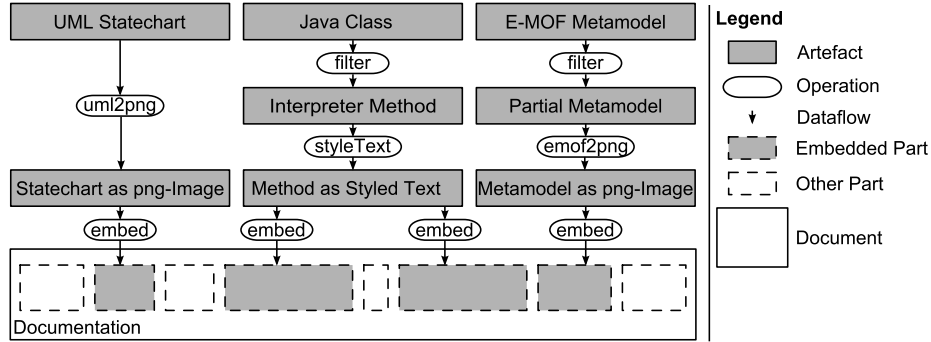 UML Statechart
Java Class
E-MOF Metamodel
Legend
filter
filter
Artefact
uml2png
Interpreter Method
Partial Metamodel
Operation
styleText
emof2png
Dataflow
Embedded Part
Statechart as png-Image
Method as Styled Text
Metamodel as png-Image
Other Part
embed
embed
embed
embed
Document
Documentation